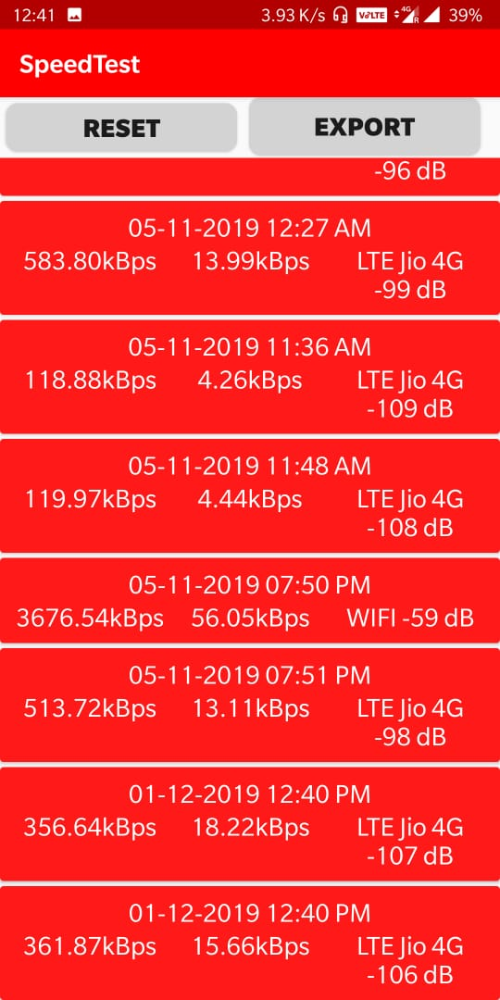 12:41 3.93 K/s VoLTE 4G R 39%
SpeedTest
RESET EXPORT
-96 dB
05-11-2019 12:27 AM
583.80kBps 13.99kBps LTE Jio 4G
-99 dB
05-11-2019 11:36 AM
118.88kBps 4.26kBps LTE Jio 4G
-109 dB
05-11-2019 11:48 AM
119.97kBps 4.44kBps LTE Jio 4G
-108 dB
05-11-2019 07:50 PM
3676.54kBps 56.05kBps WIFI -59 dB
05-11-2019 07:51 PM
513.72kBps 13.11kBps LTE Jio 4G
-98 dB
01-12-2019 12:40 PM
356.64kBps 18.22kBps LTE Jio 4G
-107 dB
01-12-2019 12:40 PM
361.87kBps 15.66kBps LTE Jio 4G
-106 dB